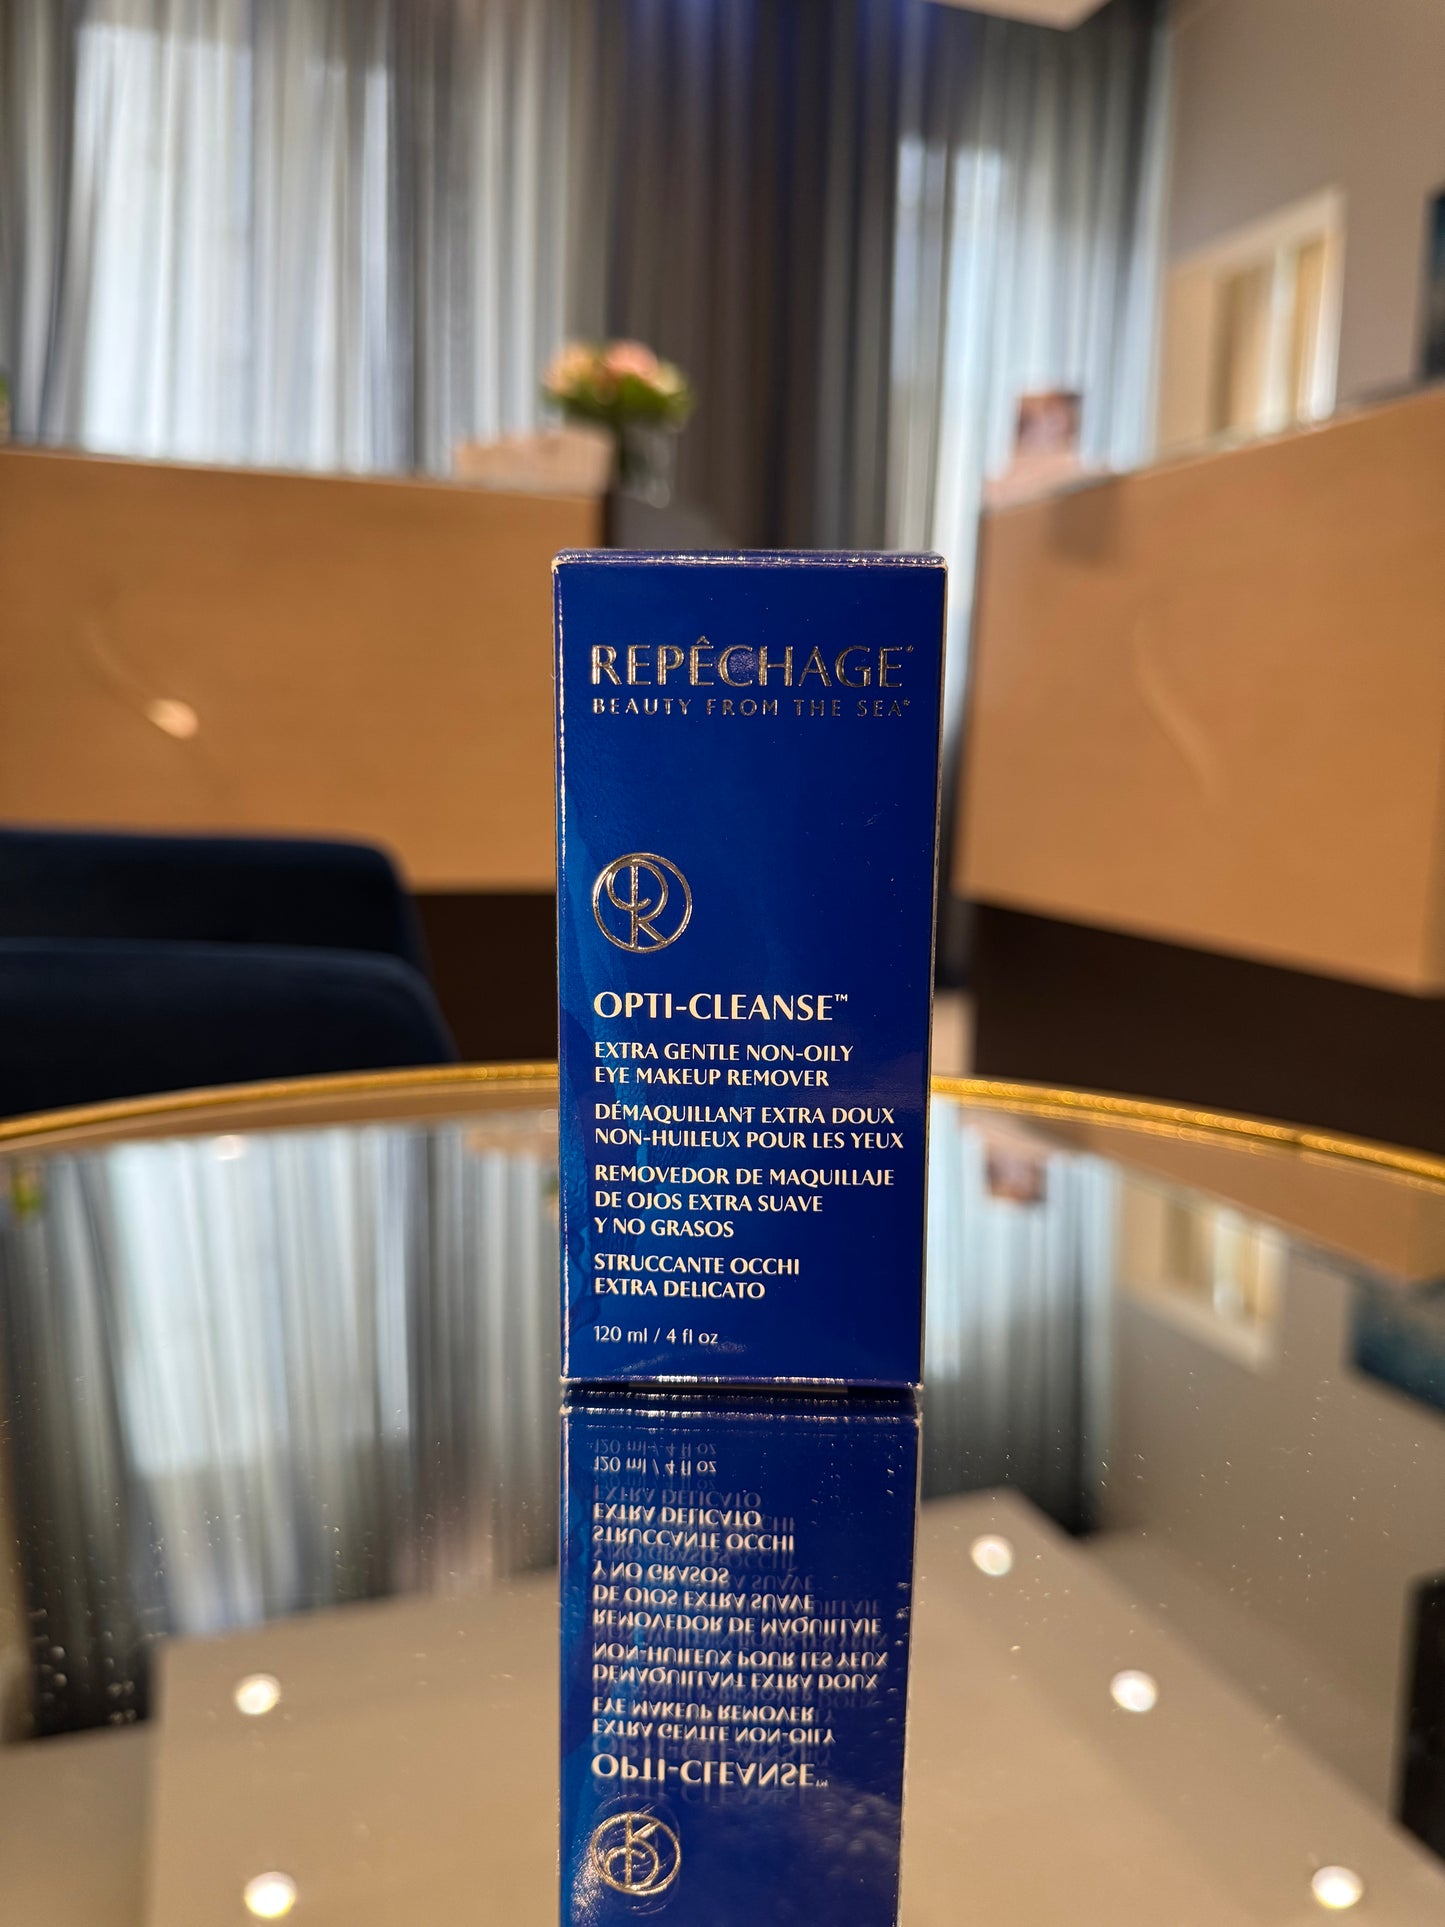 REPÊCHAGE®
BEAUTY FROM THE SEA®
OPTI-CLEANSE™
EXTRA GENTLE NON-OILY
EYE MAKEUP REMOVER
DÉMAQUILLANT EXTRA DOUX
NON-HUILEUX POUR LES YEUX
REMOVEDOR DE MAQUILLAJE
DE OJOS EXTRA SUAVE
Y NO GRASOS
STRUCCANTE OCCHI
EXTRA DELICATO
120 ml / 4 fl oz